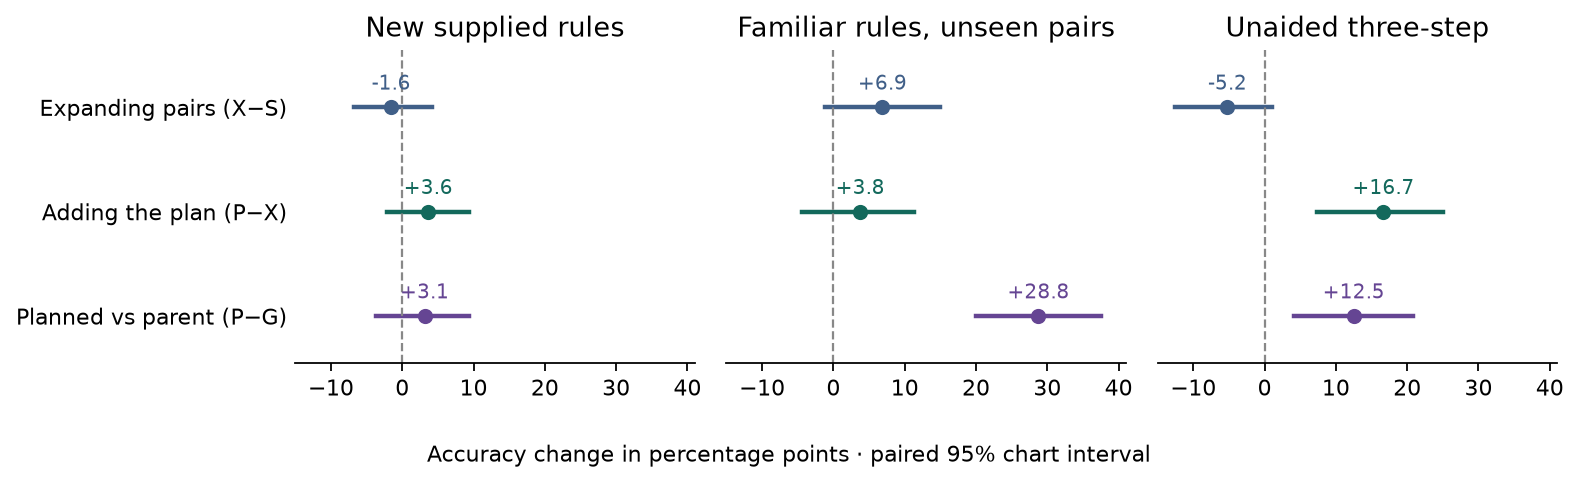 New supplied rules
Familiar rules, unseen pairs
Unaided three-step
Expanding pairs (X−S)
-1.6
+6.9
-5.2
Adding the plan (P−X)
+3.6
+3.8
+16.7
Planned vs parent (P−G)
+3.1
+28.8
+12.5
−10 0 10 20 30 40
−10 0 10 20 30 40
−10 0 10 20 30 40
Accuracy change in percentage points · paired 95% chart interval